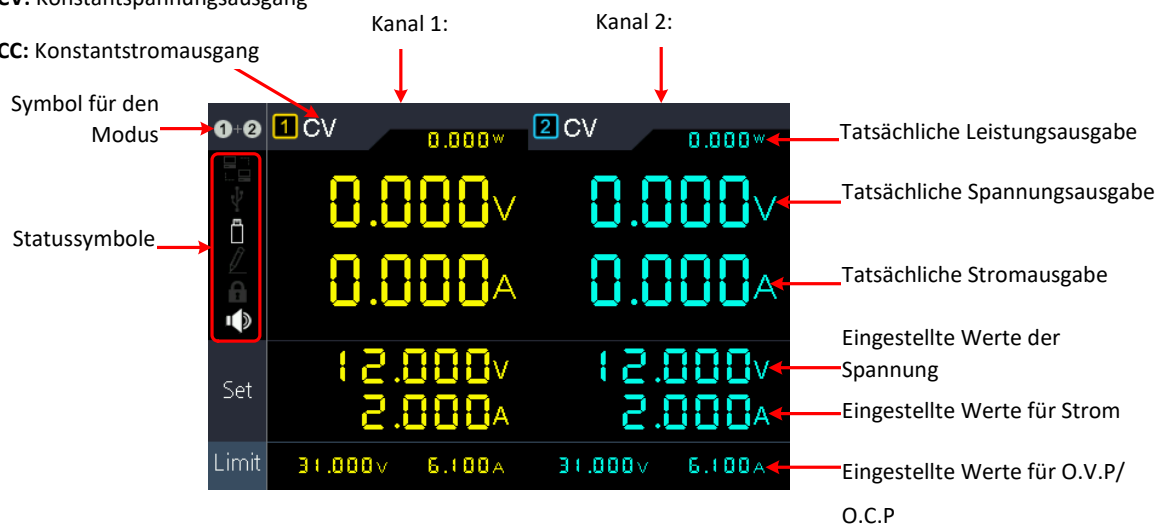 CV: Konstantspannungsausgang
CC: Konstantstromausgang
Kanal 1:
Kanal 2:
Symbol für den
Modus
Statussymbole
1+2
1 CV
0.000W
2 CV
0.000W
0.000V
0.000V
0.000A
0.000A
Set
12.000V
12.000V
2.000A
2.000A
Limit
31.000V
6.100A
31.000V
6.100A
Tatsächliche Leistungsausgabe
Tatsächliche Spannungsausgabe
Tatsächliche Stromausgabe
Eingestellte Werte der
Spannung
Eingestellte Werte für Strom
Eingestellte Werte für O.V.P/
O.C.P